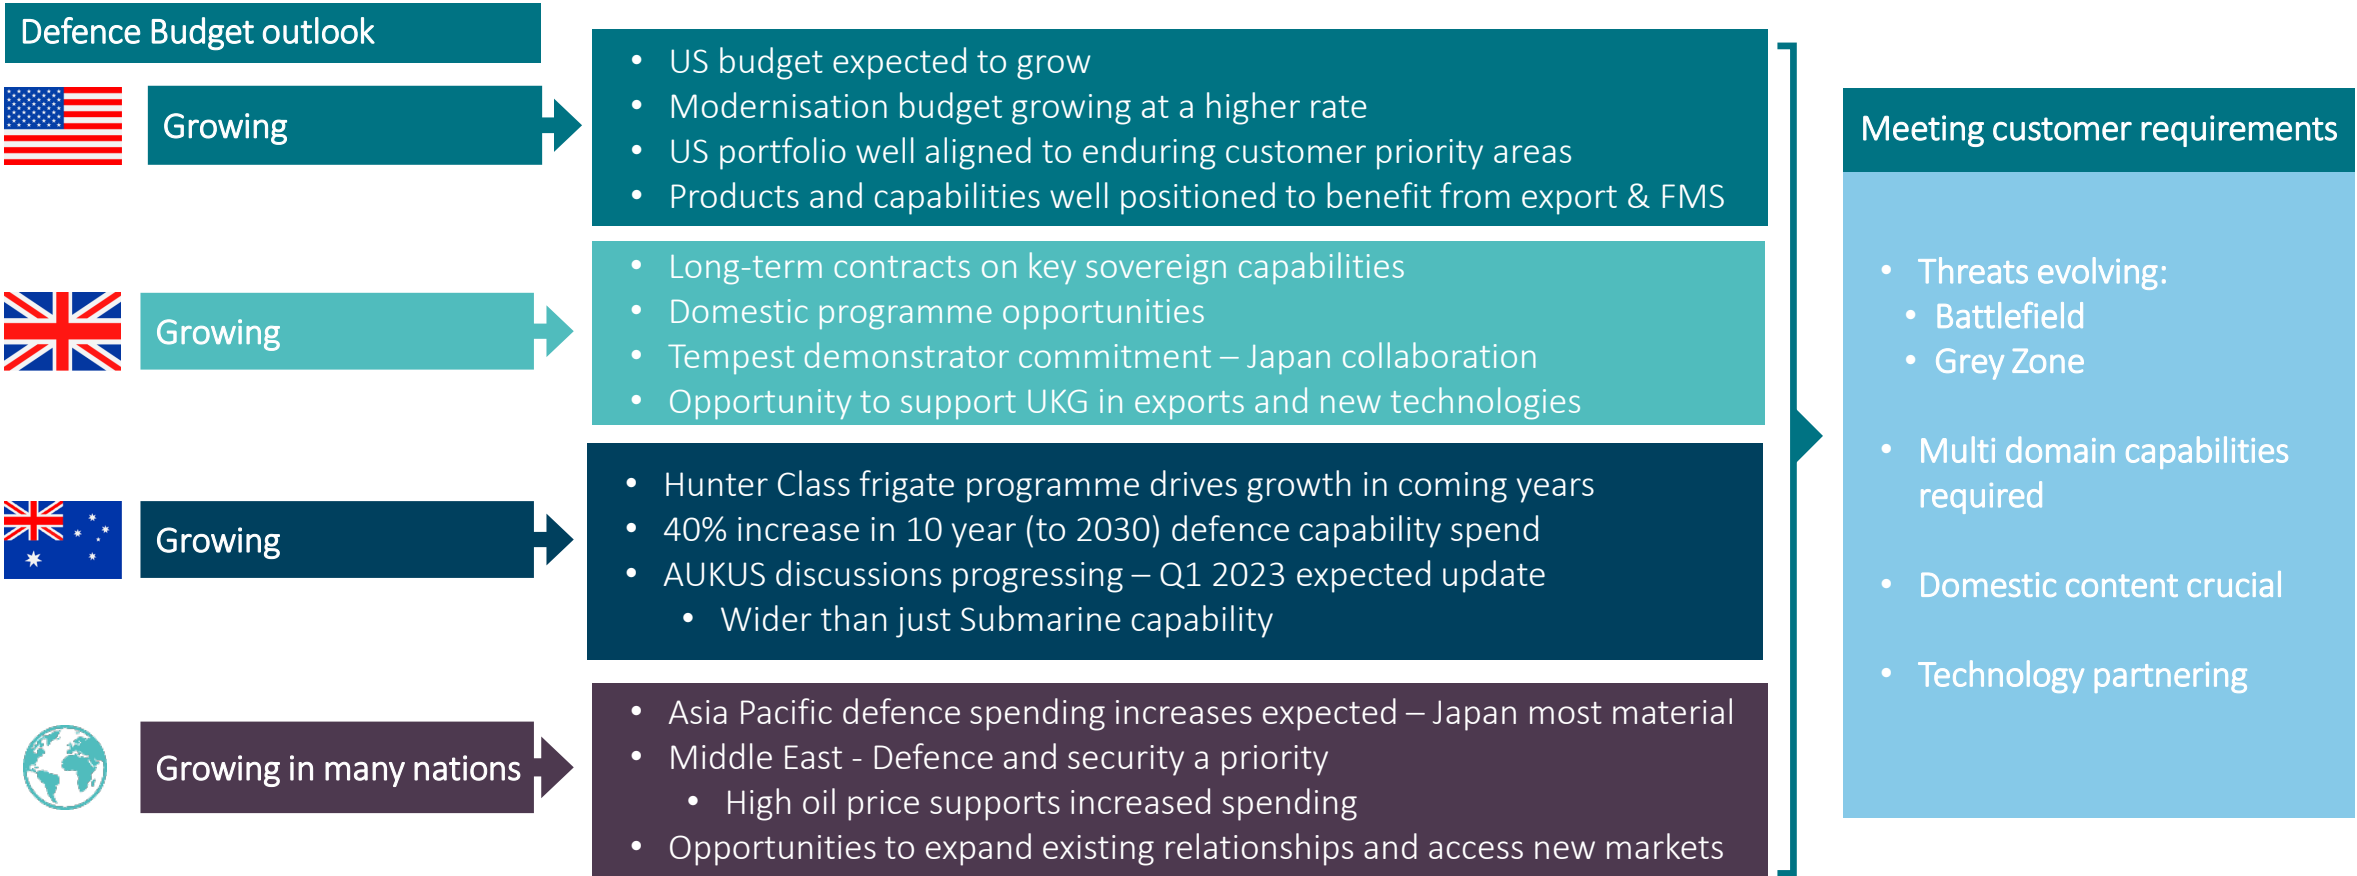 Defence Budget outlook
Growing
• US budget expected to grow
• Modernisation budget growing at a higher rate
• US portfolio well aligned to enduring customer priority areas
• Products and capabilities well positioned to benefit from export & FMS
Growing
• Long-term contracts on key sovereign capabilities
• Domestic programme opportunities
• Tempest demonstrator commitment – Japan collaboration
• Opportunity to support UKG in exports and new technologies
Growing
• Hunter Class frigate programme drives growth in coming years
• 40% increase in 10 year (to 2030) defence capability spend
• AUKUS discussions progressing – Q1 2023 expected update
• Wider than just Submarine capability
Growing in many nations
• Asia Pacific defence spending increases expected – Japan most material
• Middle East - Defence and security a priority
• High oil price supports increased spending
• Opportunities to expand existing relationships and access new markets
Meeting customer requirements
• Threats evolving:
• Battlefield
• Grey Zone
• Multi domain capabilities
required
• Domestic content crucial
• Technology partnering